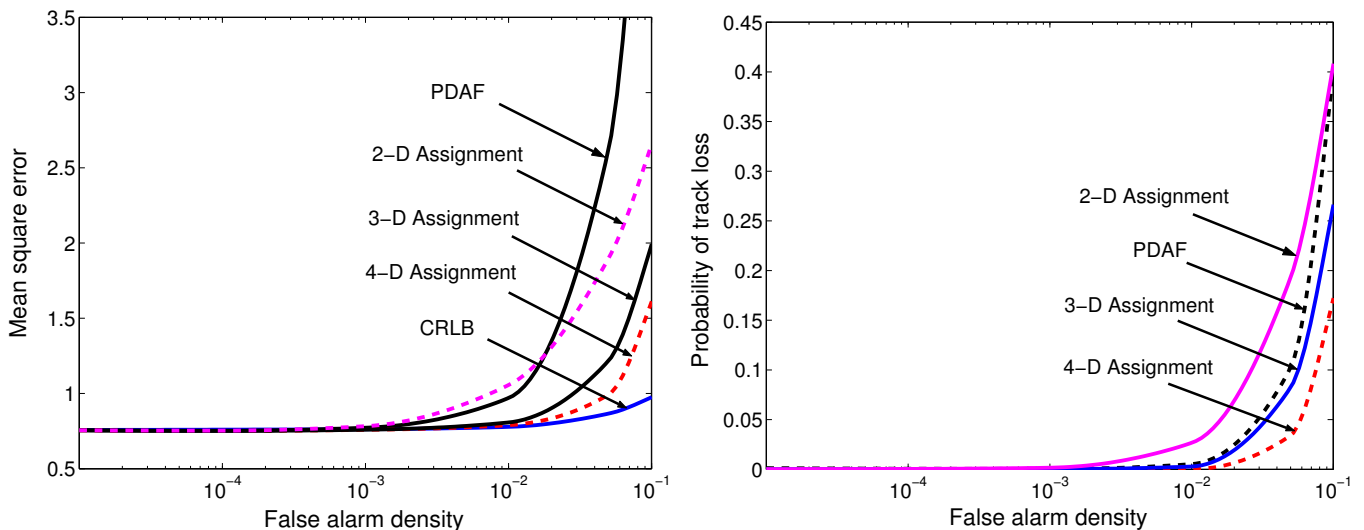 3.5
3
2.5
2
1.5
1
0.5
Mean square error
PDAF
2−D Assignment
3−D Assignment
4−D Assignment
CRLB
10−4
10−3
10−2
10−1
False alarm density
0.45
0.4
0.35
0.3
0.25
0.2
0.15
0.1
0.05
0
Probability of track loss
2−D Assignment
PDAF
3−D Assignment
4−D Assignment
10−4
10−3
10−2
10−1
False alarm density